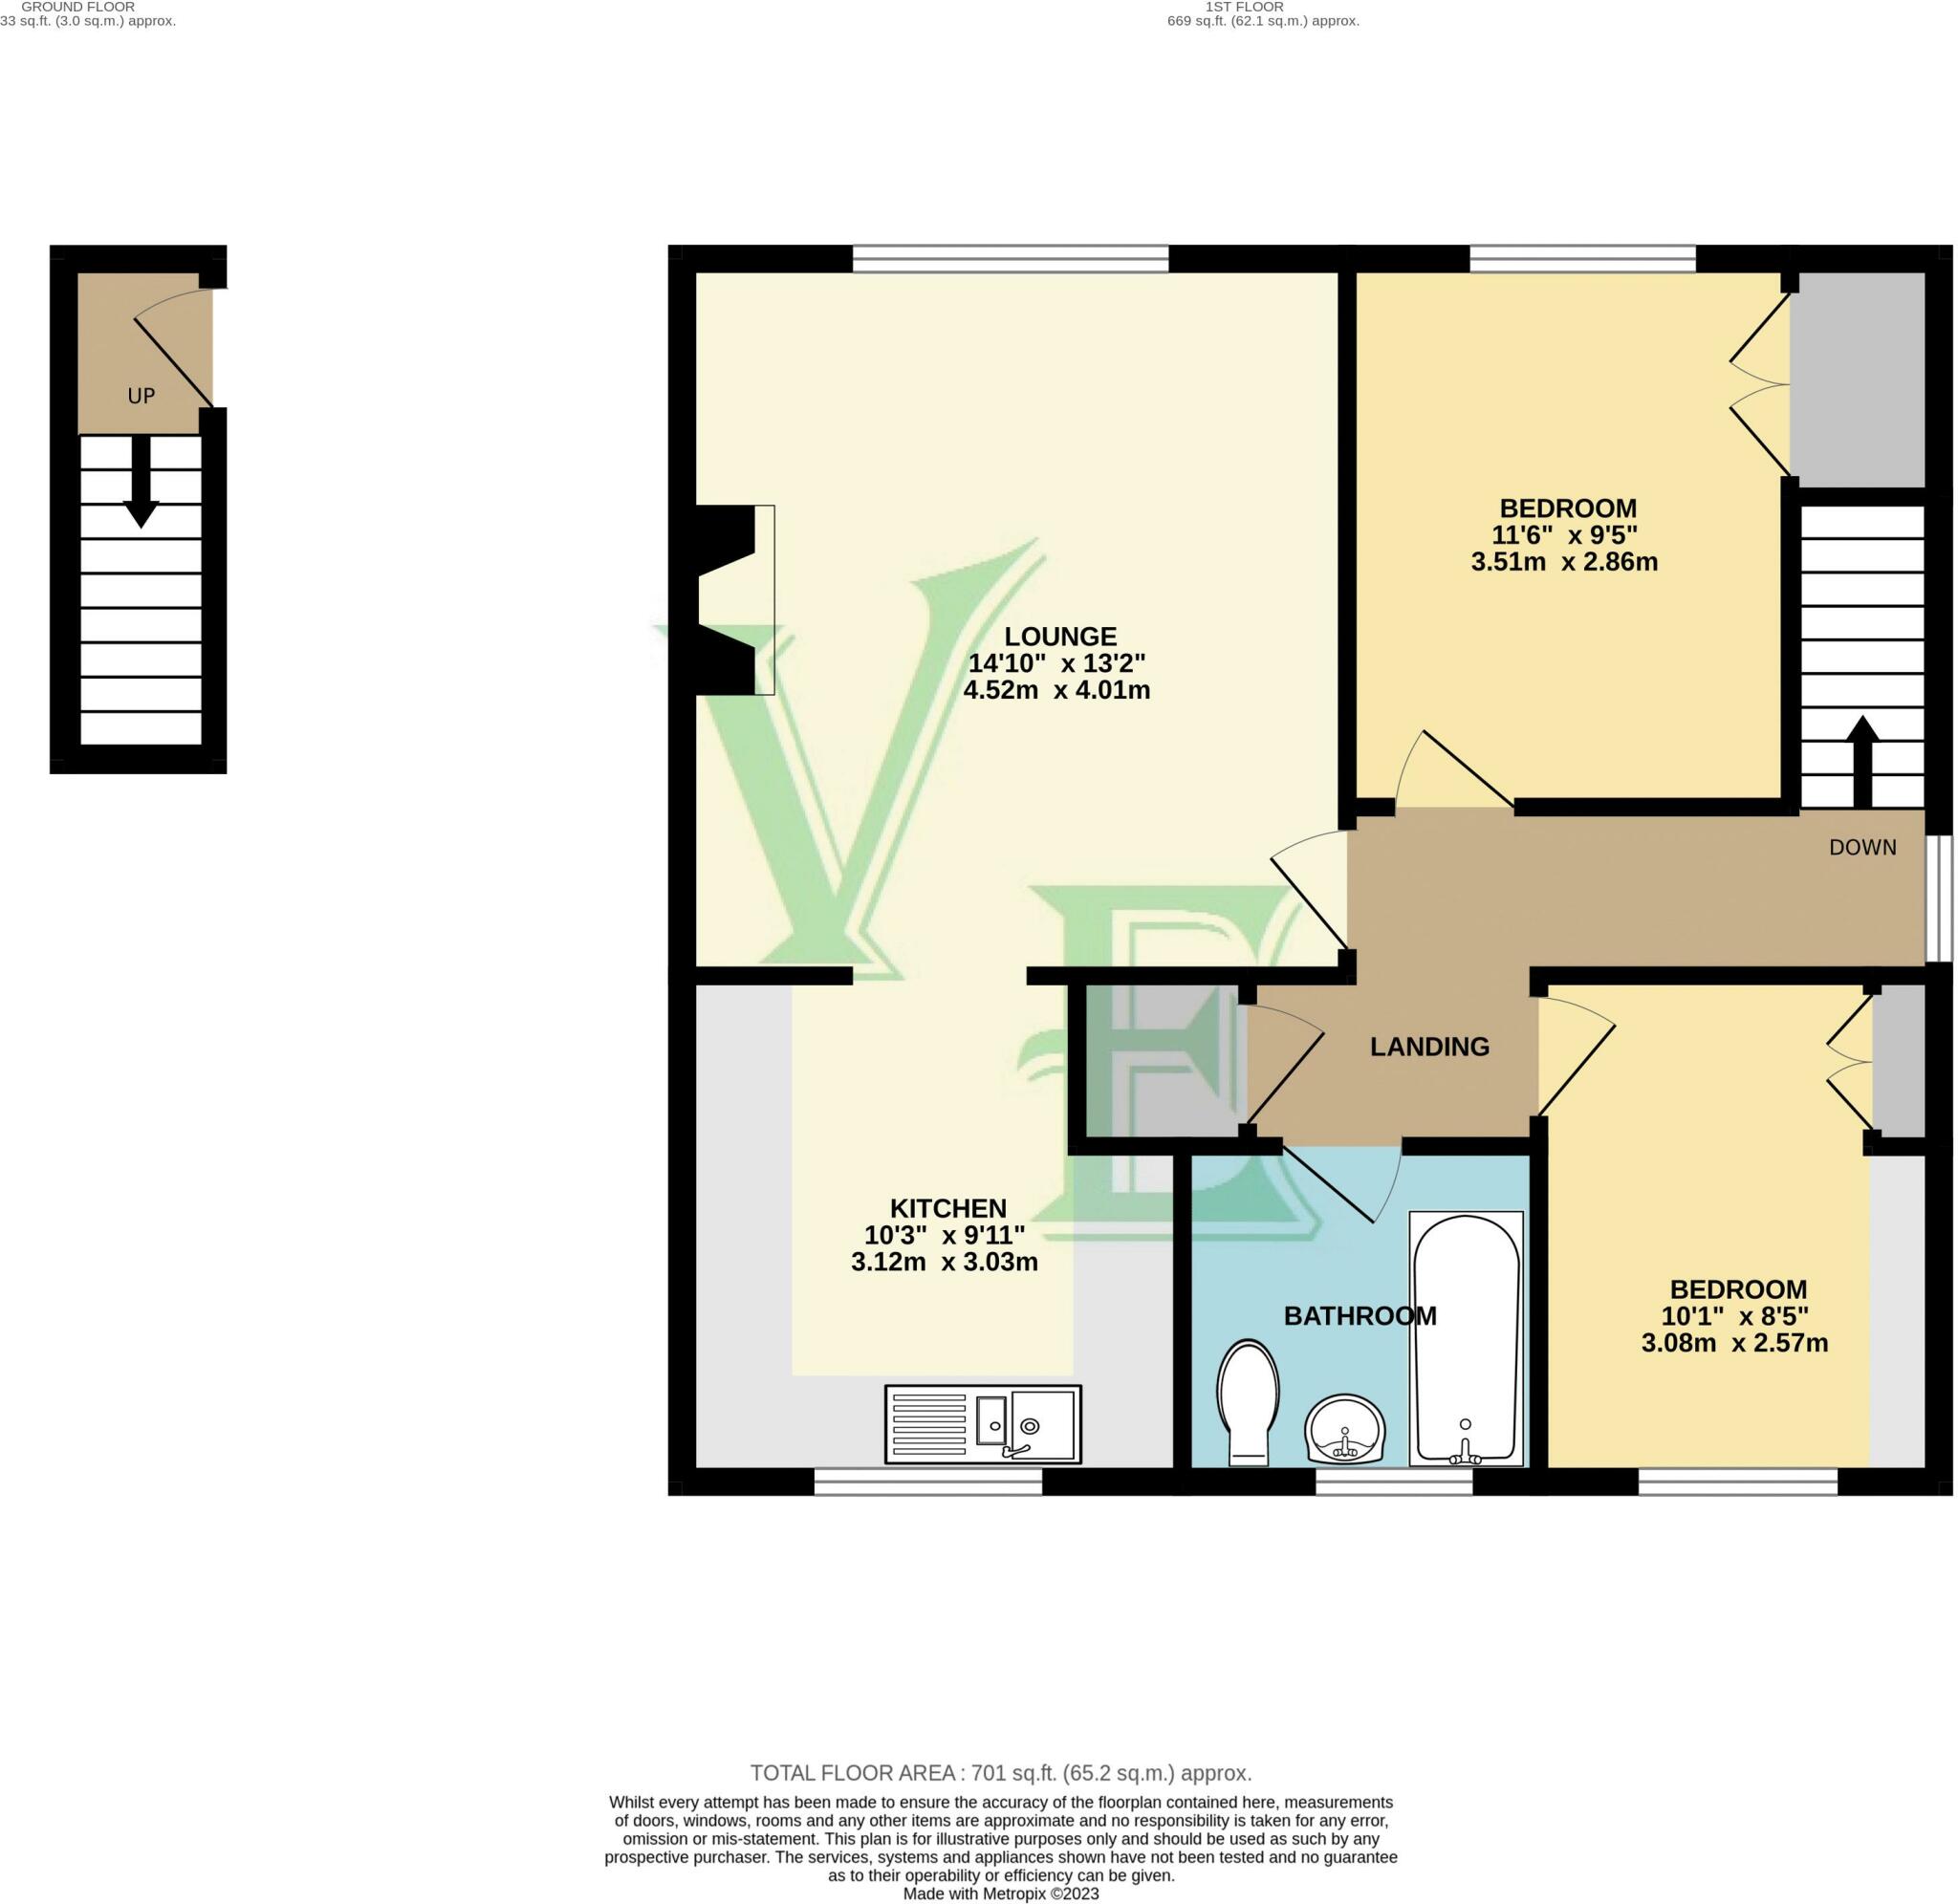 GROUND FLOOR
33 sq.ft. (3.0 sq.m.) approx.
1ST FLOOR
669 sq.ft. (62.1 sq.m.) approx.
UP
BEDROOM
11'6" x 9'5"
3.51m x 2.86m
LOUNGE
14'10" x 13'2"
4.52m x 4.01m
DOWN
LANDING
KITCHEN
10'3" x 9'11"
3.12m x 3.03m
BATHROOM
BEDROOM
10'1" x 8'5"
3.08m x 2.57m
VE
TOTAL FLOOR AREA : 701 sq.ft. (65.2 sq.m.) approx.
Whilst every attempt has been made to ensure the accuracy of the floorplan contained here, measurements
of doors, windows, rooms and any other items are approximate and no responsibility is taken for any error,
omission or mis-statement. This plan is for illustrative purposes only and should be used as such by any
prospective purchaser. The services, systems and appliances shown have not been tested and no guarantee
as to their operability or efficiency can be given.
Made with Metropix ©2023